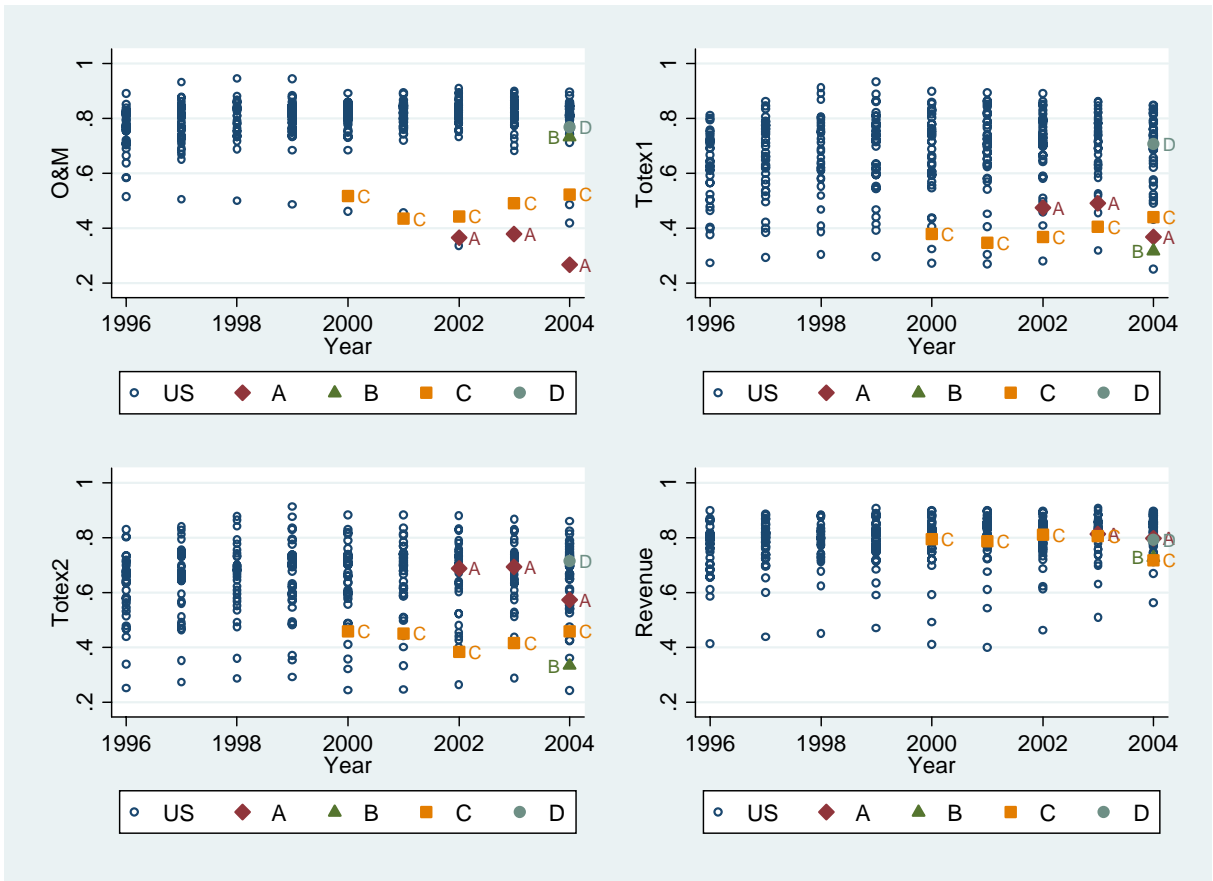 O&M
1
.8
.6
.4
.2
B D
C C C C C
A A A
1996 1998 2000 2002 2004
Year
US A B C D
Totex1
1
.8
.6
.4
.2
D
A A A
C C C C C
B
1996 1998 2000 2002 2004
Year
US A B C D
Totex2
1
.8
.6
.4
.2
D
A A A
C C C C C
B
1996 1998 2000 2002 2004
Year
US A B C D
Revenue
1
.8
.6
.4
.2
C C C C C
A A
D
B
1996 1998 2000 2002 2004
Year
US A B C D